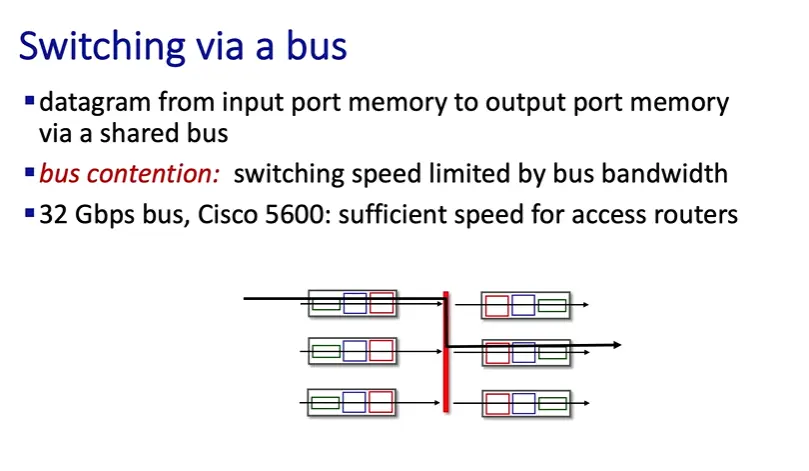 Switching via a bus
▪datagram from input port memory to output port memory
via a shared bus
▪bus contention: switching speed limited by bus bandwidth
▪32 Gbps bus, Cisco 5600: sufficient speed for access routers